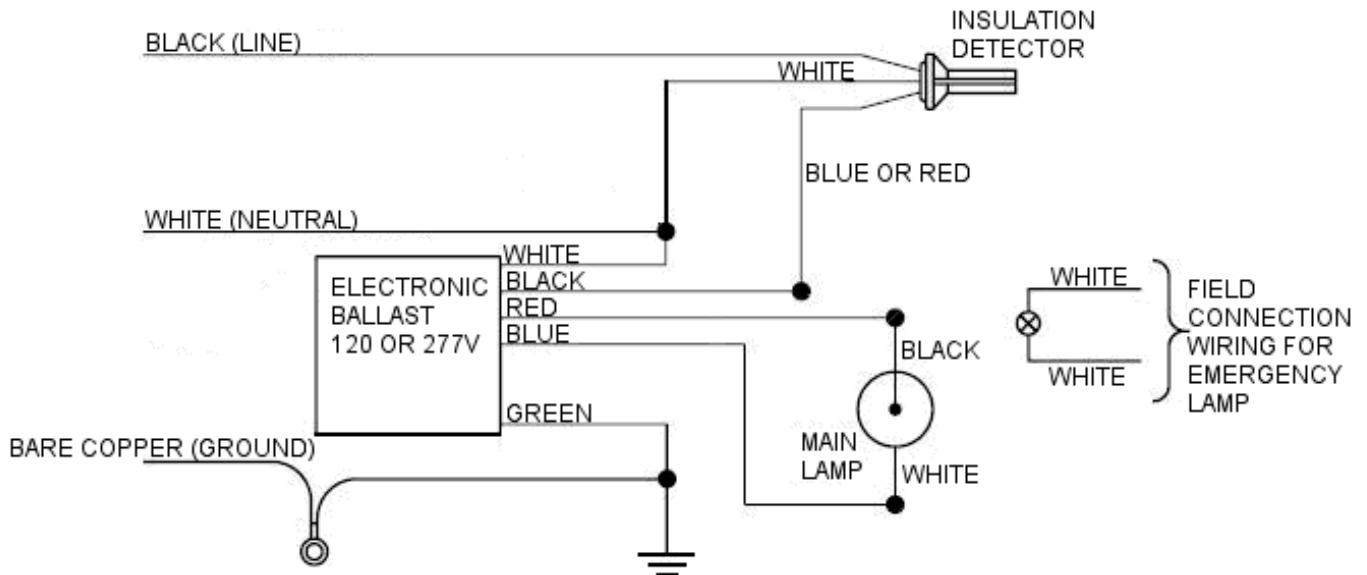 INSULATION
DETECTOR
BLACK (LINE)
WHITE
BLUE OR RED
WHITE (NEUTRAL)
WHITE
BLACK
RED
BLUE
ELECTRONIC
BALLAST
120 OR 277V
GREEN
BARE COPPER (GROUND)
BLACK
MAIN
LAMP
WHITE
WHITE
WHITE
FIELD
CONNECTION
WIRING FOR
EMERGENCY
LAMP